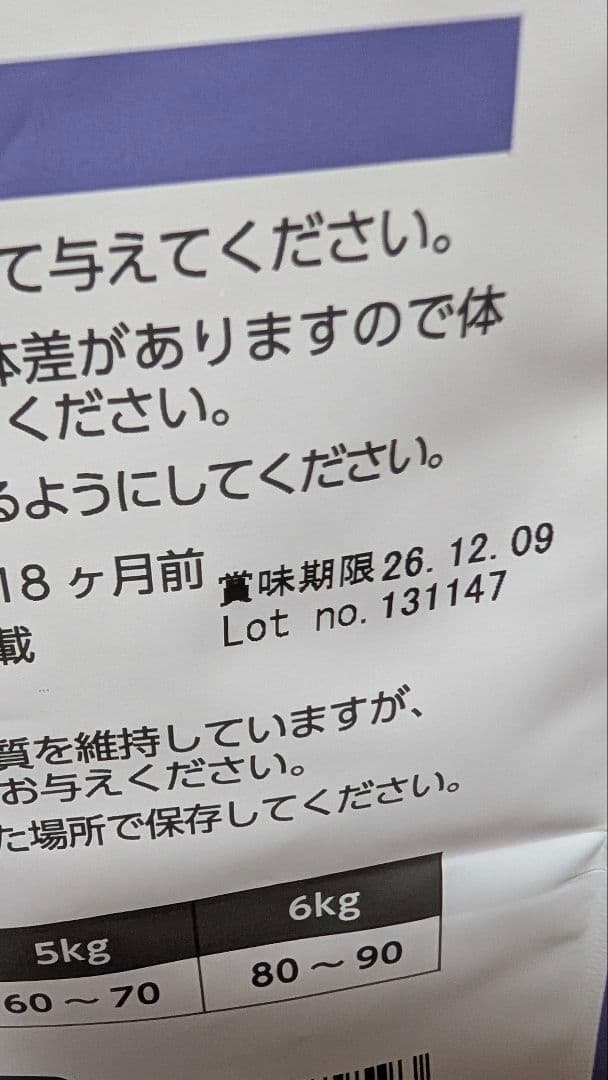 て与えてください。
体差がありますので体
ください。
るようにしてください。
18 ヶ月前
賞味期限 26. 12. 09
載
Lot no. 131147
質を維持していますが、
お与えください。
た場所で保存してください。
5kg 6kg
60 ～ 70 80 ～ 90